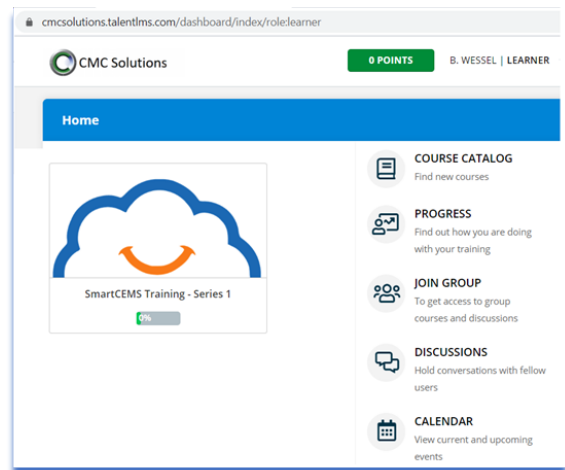 cmcsolutions.talentlms.com/dashboard/index/role:learner
CMC Solutions
0 POINTS
B. WESSEL | LEARNER
Home
SmartCEMS Training - Series 1
0%
COURSE CATALOG
Find new courses
PROGRESS
Find out how you are doing
with your training
JOIN GROUP
To get access to group
courses and discussions
DISCUSSIONS
Hold conversations with fellow
users
CALENDAR
View current and upcoming
events